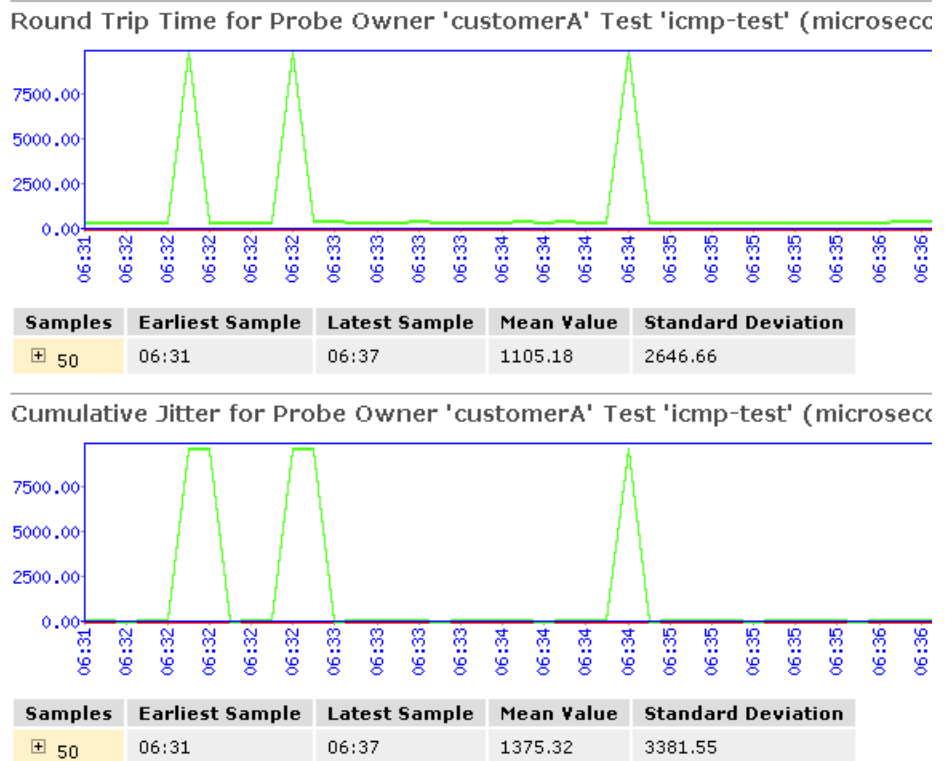 Round Trip Time for Probe Owner 'customerA' Test 'icmp-test' (microsecc
7500.00
5000.00
2500.00
0.00
06:31 06:32 06:32 06:32 06:32 06:32 06:33 06:33 06:33 06:33 06:34 06:34 06:34 06:34 06:35 06:35 06:35 06:35 06:36 06:36 06:36
Samples Earliest Sample Latest Sample Mean Value Standard Deviation
50 06:31 06:37 1105.18 2646.66
Cumulative Jitter for Probe Owner 'customerA' Test 'icmp-test' (microsecc
7500.00
5000.00
2500.00
0.00
06:31 06:32 06:32 06:32 06:32 06:32 06:33 06:33 06:33 06:33 06:34 06:34 06:34 06:34 06:35 06:35 06:35 06:35 06:36 06:36 06:36
Samples Earliest Sample Latest Sample Mean Value Standard Deviation
50 06:31 06:37 1375.32 3381.55